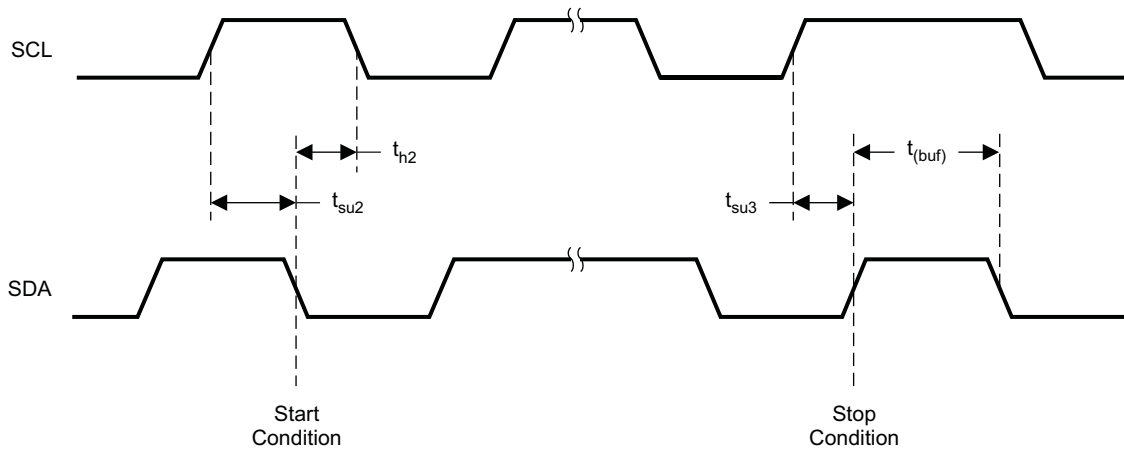 SCL
t_h2
t_(buf)
t_su2
t_su3
SDA
Start
Condition
Stop
Condition